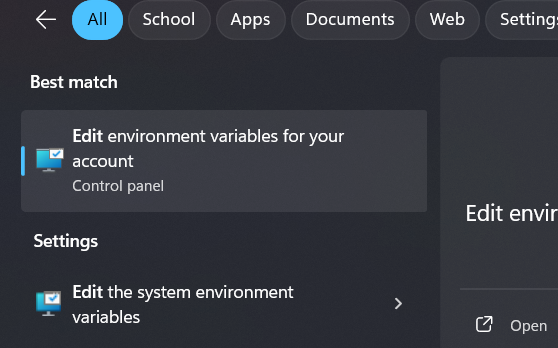 All School Apps Documents Web Settings
Best match
Edit environment variables for your
account
Control panel
Edit envir
Settings
Edit the system environment
variables
Open